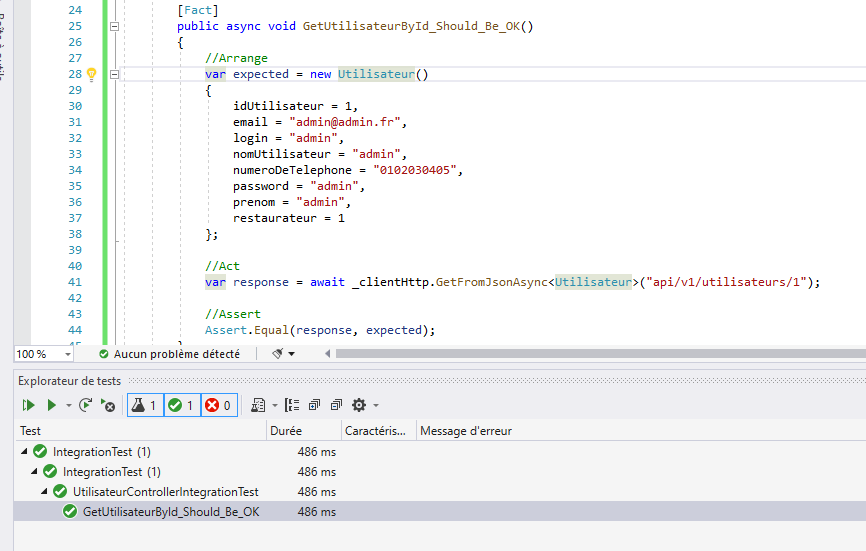 Boîte à outils
24 [Fact]
25 public async void GetUtilisateurById_Should_Be_OK()
26 {
27 //Arrange
28 var expected = new Utilisateur()
29 {
30 idUtilisateur = 1,
31 email = "admin@admin.fr",
32 login = "admin",
33 nomUtilisateur = "admin",
34 numeroDeTelephone = "0102030405",
35 password = "admin",
36 prenom = "admin",
37 restaurateur = 1
38 };
39
40 //Act
41 var response = await _clientHttp.GetFromJsonAsync<Utilisateur>("api/v1/utilisateurs/1");
42
43 //Assert
44 Assert.Equal(response, expected);
45 }
100 % Aucun problème détecté
Explorateur de tests
1 1 0
Test Durée Caractéris... Message d'erreur
IntegrationTest (1) 486 ms
IntegrationTest (1) 486 ms
UtilisateurControllerIntegrationTest 486 ms
GetUtilisateurById_Should_Be_OK 486 ms